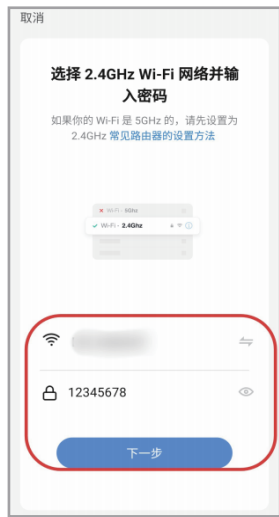 取消
选择 2.4GHz Wi-Fi 网络并输
入密码
如果你的 Wi-Fi 是 5GHz 的，请先设置为
2.4GHz 常见路由器的设置方法
Wi-Fi - 5Ghz
Wi-Fi - 2.4Ghz
12345678
下一步